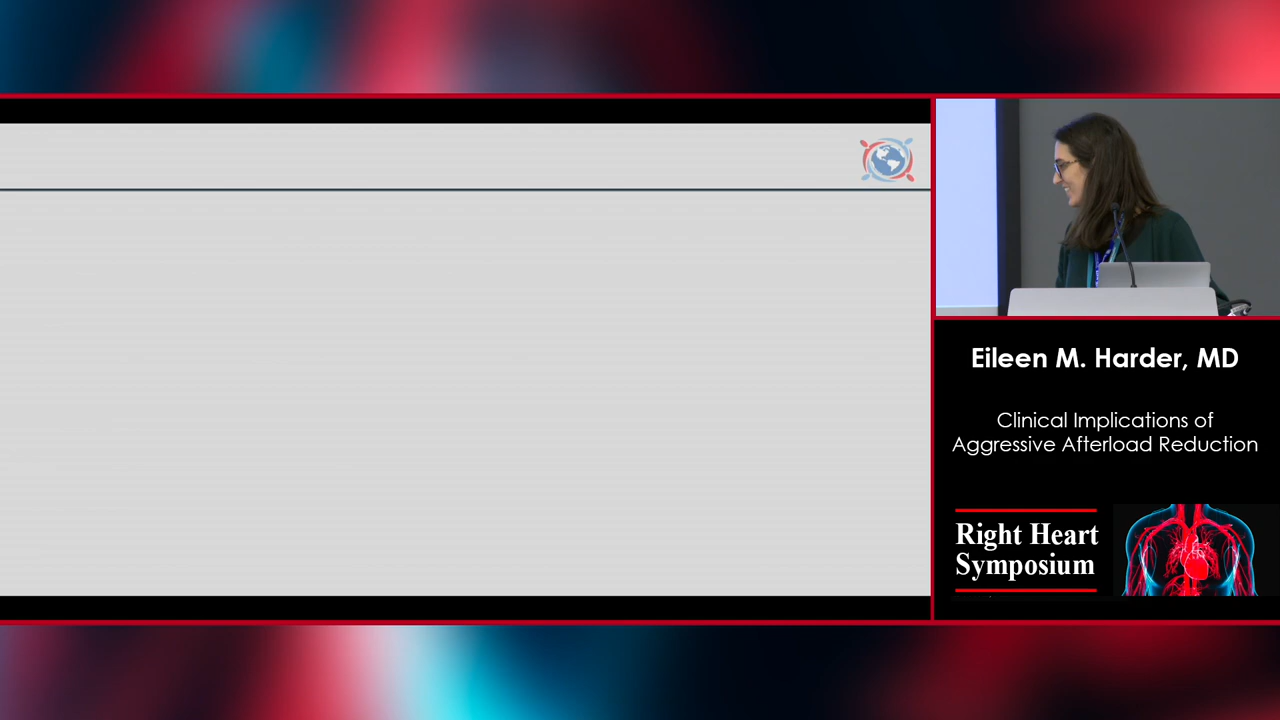 Eileen M. Harder, MD
Clinical Implications of
Aggressive Afterload Reduction
Right Heart
Symposium